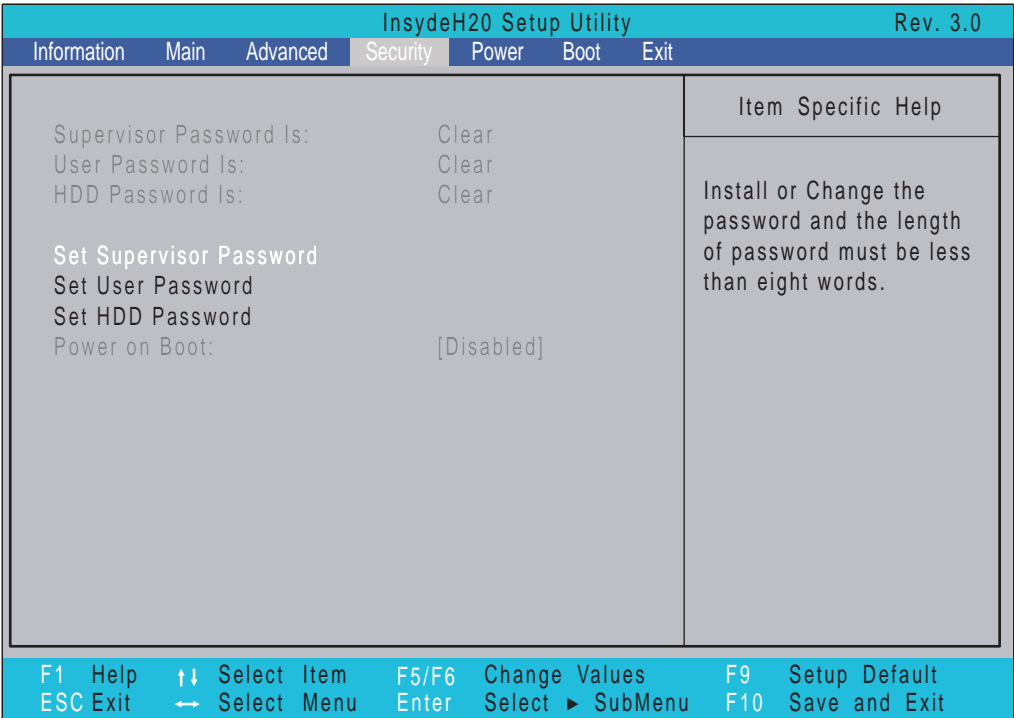 InsydeH20 Setup Utility Rev. 3.0
Information Main Advanced Security Power Boot Exit
Supervisor Password Is: Clear
User Password Is: Clear
HDD Password Is: Clear
Set Supervisor Password
Set User Password
Set HDD Password
Power on Boot: [Disabled]
Item Specific Help
Install or Change the
password and the length
of password must be less
than eight words.
F1 Help ↑↓ Select Item F5/F6 Change Values F9 Setup Default
ESC Exit ↔ Select Menu Enter Select ► SubMenu F10 Save and Exit